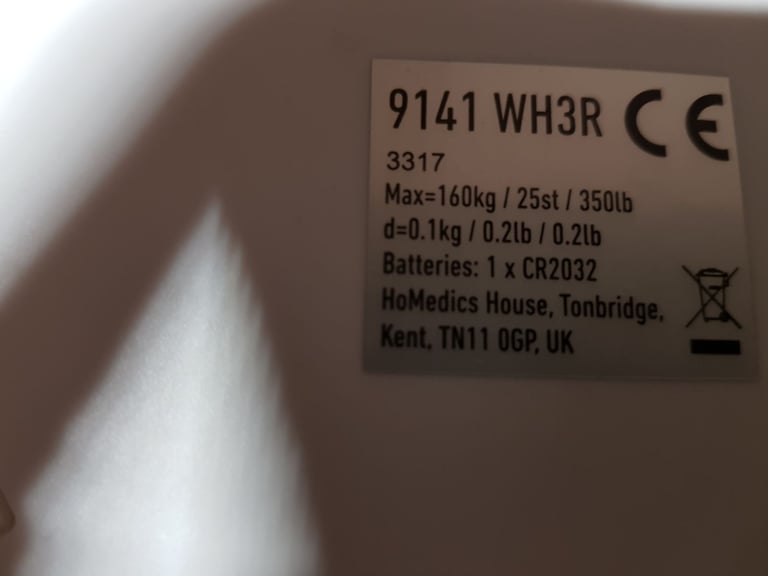 9141 WH3R CE
3317
Max=160kg / 25st / 350lb
d=0.1kg / 0.2lb / 0.2lb
Batteries: 1 x CR2032
HoMedics House, Tonbridge,
Kent, TN11 0GP, UK